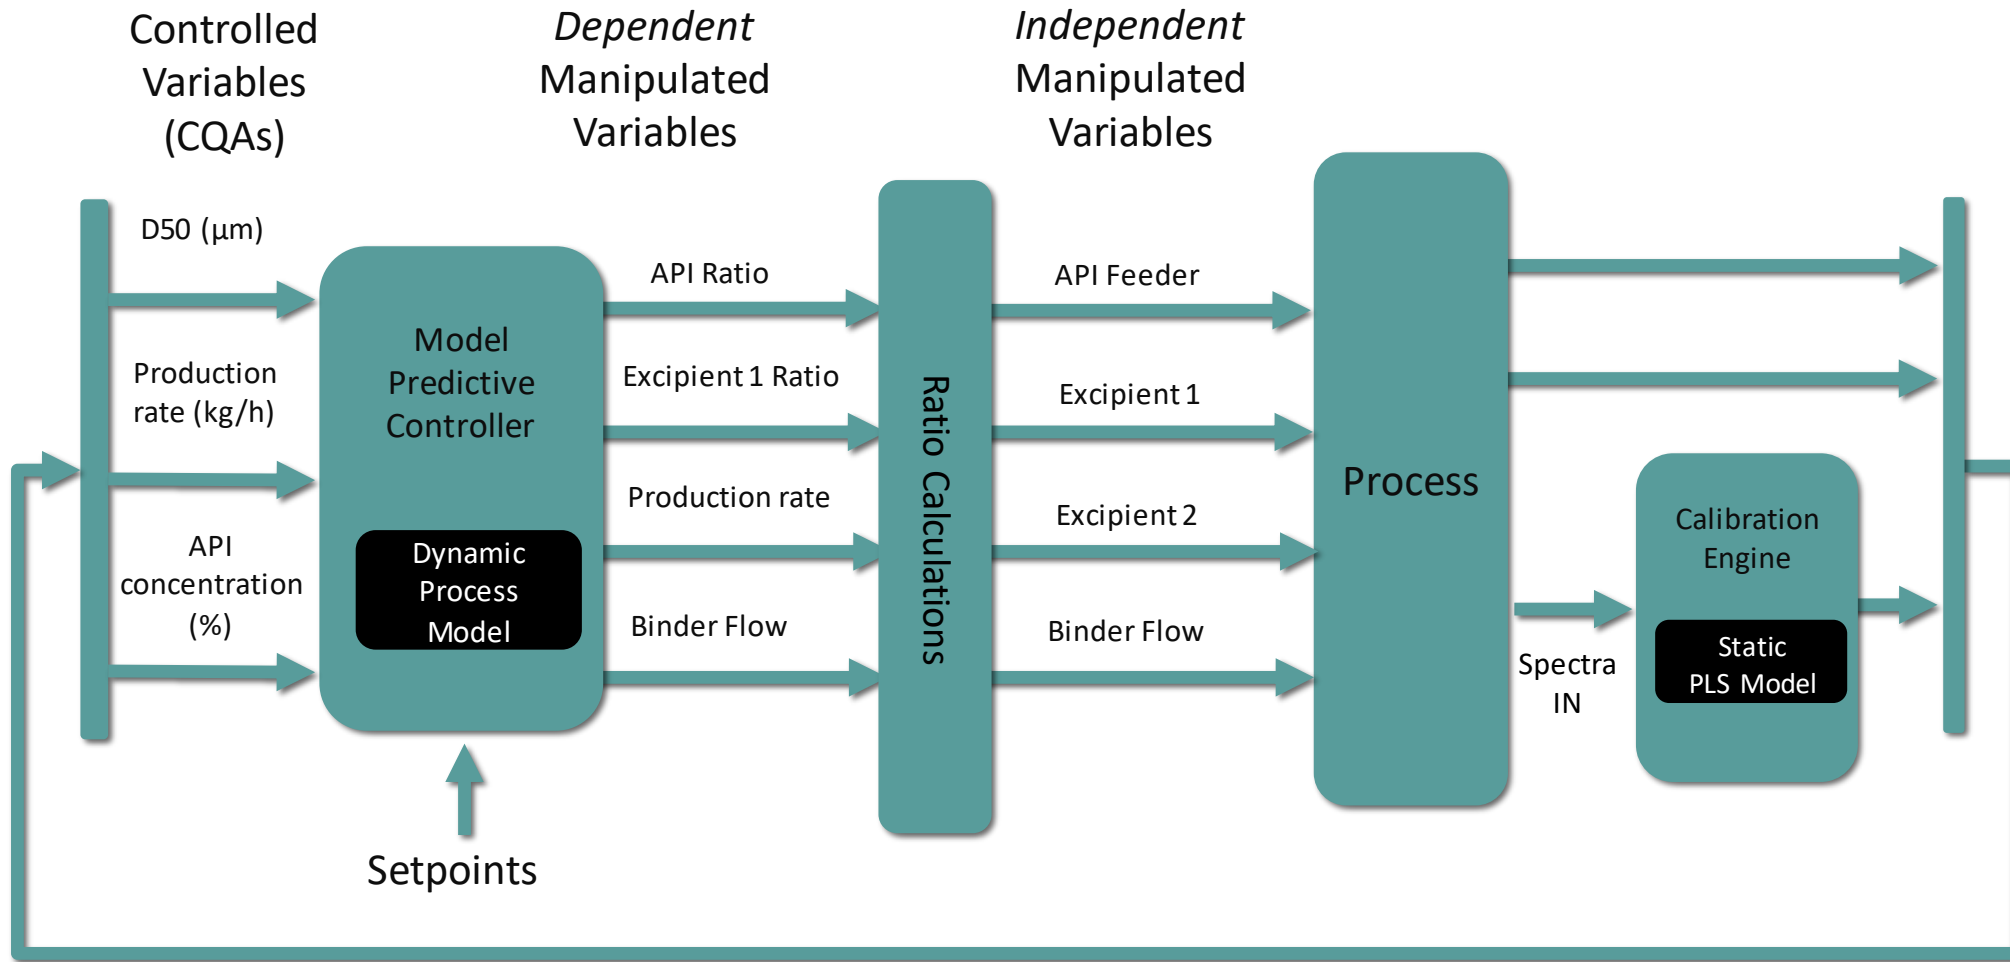 Controlled
Variables
(CQAs)
Dependent
Manipulated
Variables
Independent
Manipulated
Variables
D50 (μm)
Production
rate (kg/h)
API
concentration
(%)
Model
Predictive
Controller
Dynamic
Process
Model
Setpoints
API Ratio
Excipient 1 Ratio
Production rate
Binder Flow
Ratio Calculations
API Feeder
Excipient 1
Excipient 2
Binder Flow
Process
Spectra
IN
Calibration
Engine
Static
PLS Model